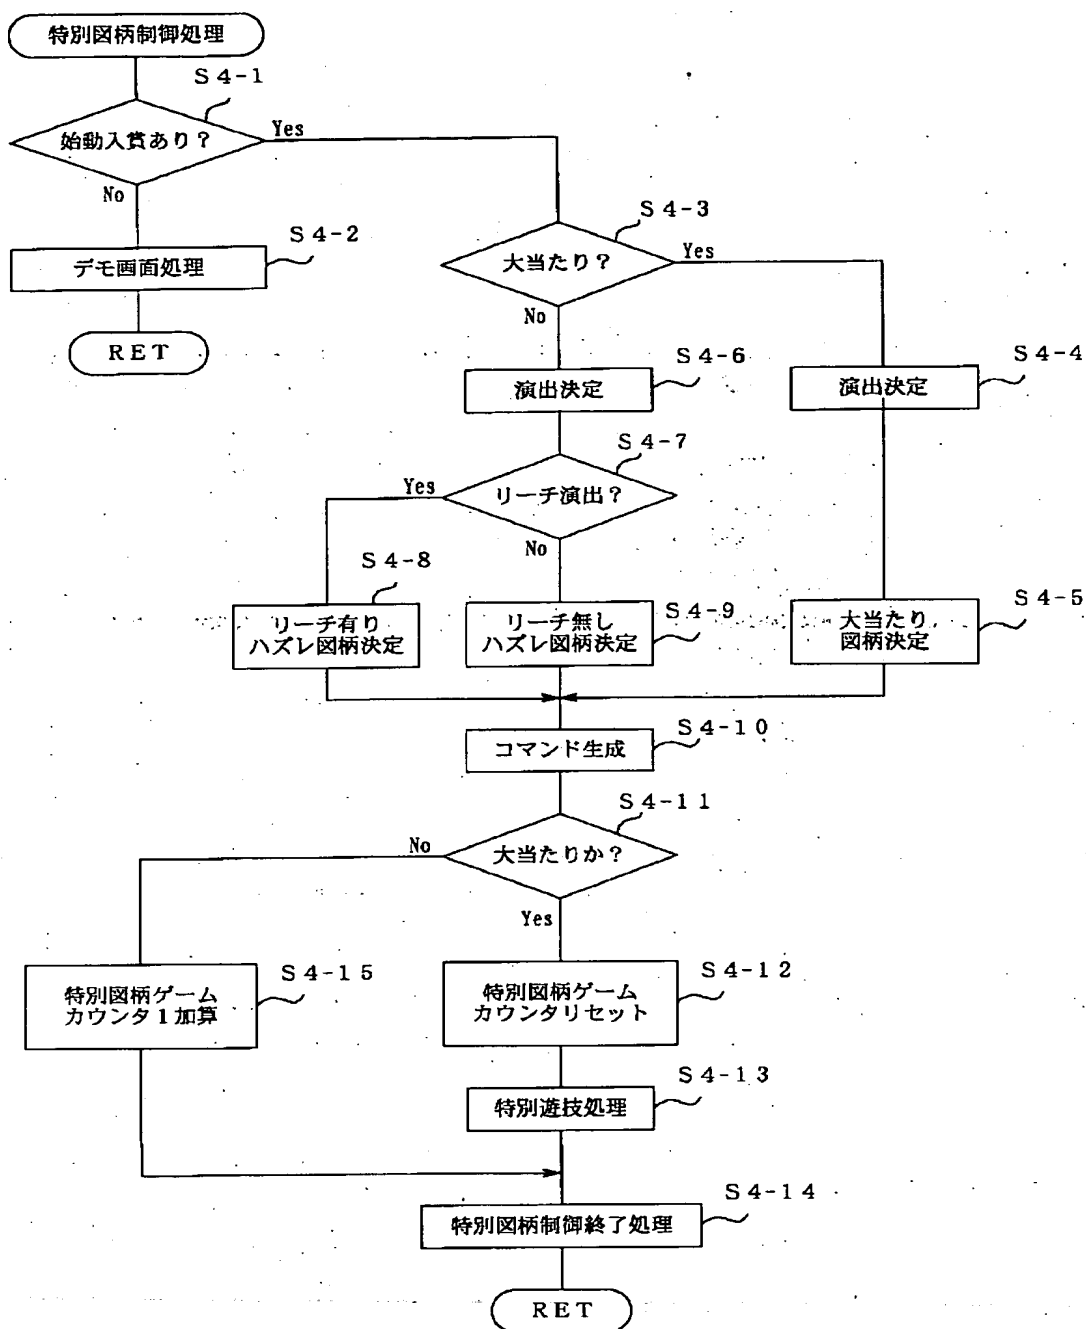 特別図柄制御処理
S4-1
始動入賞あり?
Yes
No
S4-2
デモ画面処理
RET
S4-3
大当たり?
Yes
No
S4-6
演出決定
S4-4
演出決定
S4-7
リーチ演出?
Yes
No
S4-8
リーチ有り
ハズレ図柄決定
S4-9
リーチ無し
ハズレ図柄決定
S4-5
大当たり
図柄決定
S4-10
コマンド生成
S4-11
大当たりか?
No
Yes
S4-15
特別図柄ゲーム
カウンタ1加算
S4-12
特別図柄ゲーム
カウンタリセット
S4-13
特別遊技処理
S4-14
特別図柄制御終了処理
RET